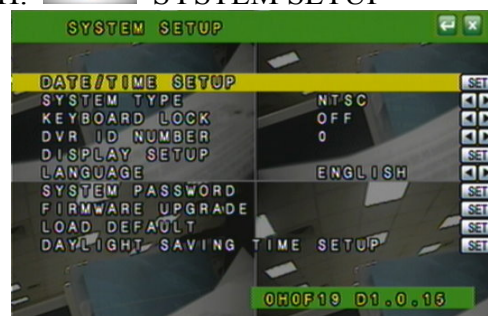 SYSTEM SETUP
SYSTEM SETUP
DATE/TIME SETUP SET
SYSTEM TYPE NTSC
KEYBOARD LOCK OFF
DVR ID NUMBER 0
DISPLAY SETUP SET
LANGUAGE ENGLISH
SYSTEM PASSWORD SET
FIRMWARE UPGRADE SET
LOAD DEFAULT SET
DAYLIGHT SAVING TIME SETUP SET
0H0F19 D1.0.15